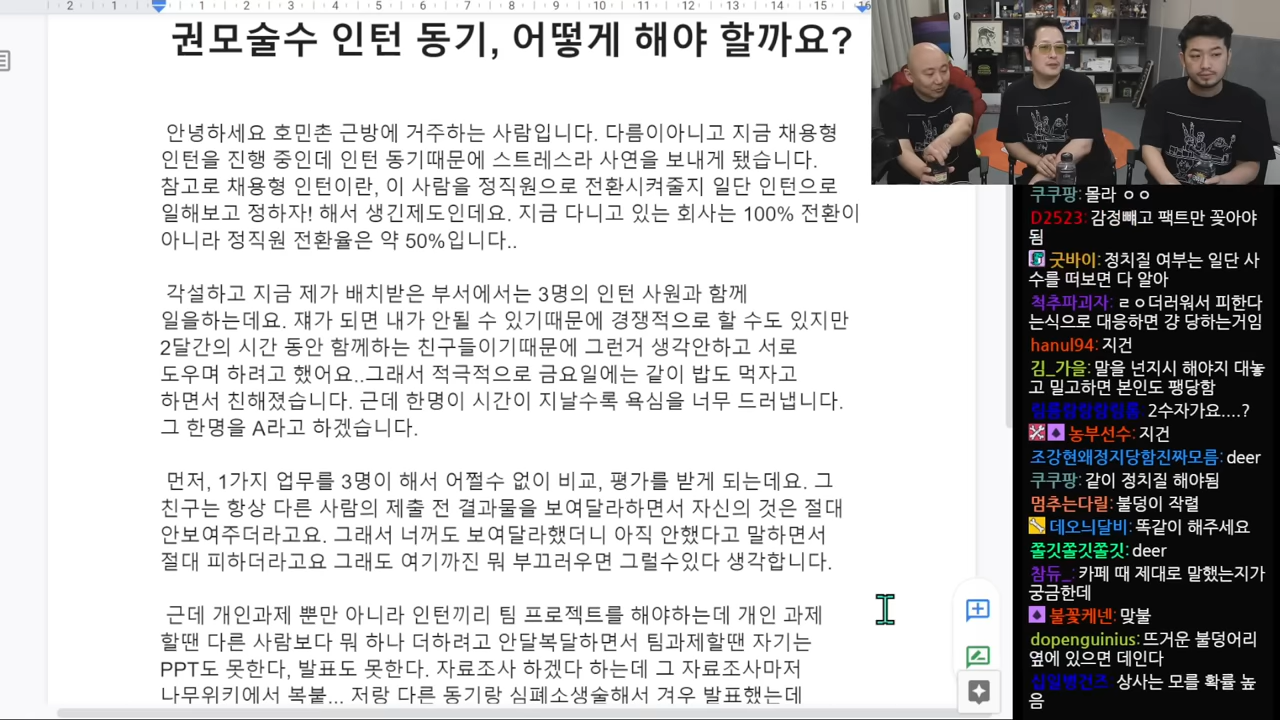 2 1 1 2 3 4 5 6 7 8 9 10 11 12 13 14 15 16
권모술수 인턴 동기, 어떻게 해야 할까요?
안녕하세요 호민촌 근방에 거주하는 사람입니다. 다름이아니고 지금 채용형
인턴을 진행 중인데 인턴 동기때문에 스트레스라 사연을 보내게 됐습니다.
참고로 채용형 인턴이란, 이 사람을 정직원으로 전환시켜줄지 일단 인턴으로
일해보고 정하자! 해서 생긴제도인데요. 지금 다니고 있는 회사는 100% 전환이
아니라 정직원 전환율은 약 50%입니다..
각설하고 지금 제가 배치받은 부서에서는 3명의 인턴 사원과 함께
일을하는데요. 쟤가 되면 내가 안될 수 있기때문에 경쟁적으로 할 수도 있지만
2달간의 시간 동안 함께하는 친구들이기때문에 그런거 생각안하고 서로
도우며 하려고 했어요..그래서 적극적으로 금요일에는 같이 밥도 먹자고
하면서 친해졌습니다. 근데 한명이 시간이 지날수록 욕심을 너무 드러냅니다.
그 한명을 A라고 하겠습니다.
먼저, 1가지 업무를 3명이 해서 어쩔수 없이 비교, 평가를 받게 되는데요. 그
친구는 항상 다른 사람의 제출 전 결과물을 보여달라하면서 자신의 것은 절대
안보여주더라고요. 그래서 너꺼도 보여달라했더니 아직 안했다고 말하면서
절대 피하더라고요 그래도 여기까진 뭐 부끄러우면 그럴수있다 생각합니다.
근데 개인과제 뿐만 아니라 인턴끼리 팀 프로젝트를 해야하는데 개인 과제
할땐 다른 사람보다 뭐 하나 더하려고 안달복달하면서 팀과제할땐 자기는
PPT도 못한다, 발표도 못한다. 자료조사 하겠다 하는데 그 자료조사마저
나무위키에서 복붙... 저랑 다른 동기랑 심폐소생술해서 겨우 발표했는데
쿠쿠팡: 몰라 ㅇㅇ
D2523: 감정빼고 팩트만 꽂아야
됨
굿바이: 정치질 여부는 일단 사
수를 떠보면 다 알아
척추파괴자: ㄹㅇ더러워서 피한다
는식으로 대응하면 걍 당하는거임
hanul94: 지건
김_가을: 말을 넌지시 해야지 대놓
고 밀고하면 본인도 팽당함
2수자가요....?
농부선수: 지건
조강현왜정지당함진짜모름: deer
쿠쿠팡: 같이 정치질 해야됨
멈추는다릴: 불덩이 작렬
데오늬달비: 똑같이 해주세요
쫄깃쫄깃쫄깃: deer
참듀_: 카페 때 제대로 말했는지가
궁금한데
불꽃케넨: 맞불
dopenguinius: 뜨거운 불덩어리
옆에 있으면 데인다
십일병건즈: 상사는 모를 확률 높
음